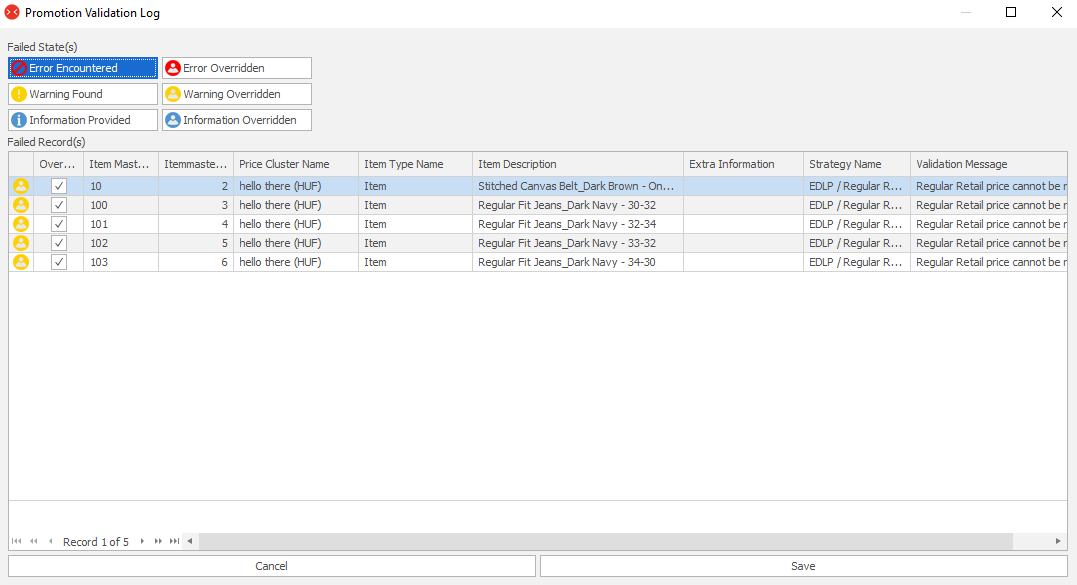 Promotion Validation Log
Failed State(s)
Error Encountered Error Overridden
Warning Found Warning Overridden
Information Provided Information Overridden
Failed Record(s)
Over... Item Mast... Itemmaste... Price Cluster Name Item Type Name Item Description Extra Information Strategy Name Validation Message
10 2 hello there (HUF) Item Stitched Canvas Belt_Dark Brown - On... EDLP / Regular R... Regular Retail price cannot be r
100 3 hello there (HUF) Item Regular Fit Jeans_Dark Navy - 30-32 EDLP / Regular R... Regular Retail price cannot be r
101 4 hello there (HUF) Item Regular Fit Jeans_Dark Navy - 32-34 EDLP / Regular R... Regular Retail price cannot be r
102 5 hello there (HUF) Item Regular Fit Jeans_Dark Navy - 33-32 EDLP / Regular R... Regular Retail price cannot be r
103 6 hello there (HUF) Item Regular Fit Jeans_Dark Navy - 34-30 EDLP / Regular R... Regular Retail price cannot be r
Record 1 of 5
Cancel Save